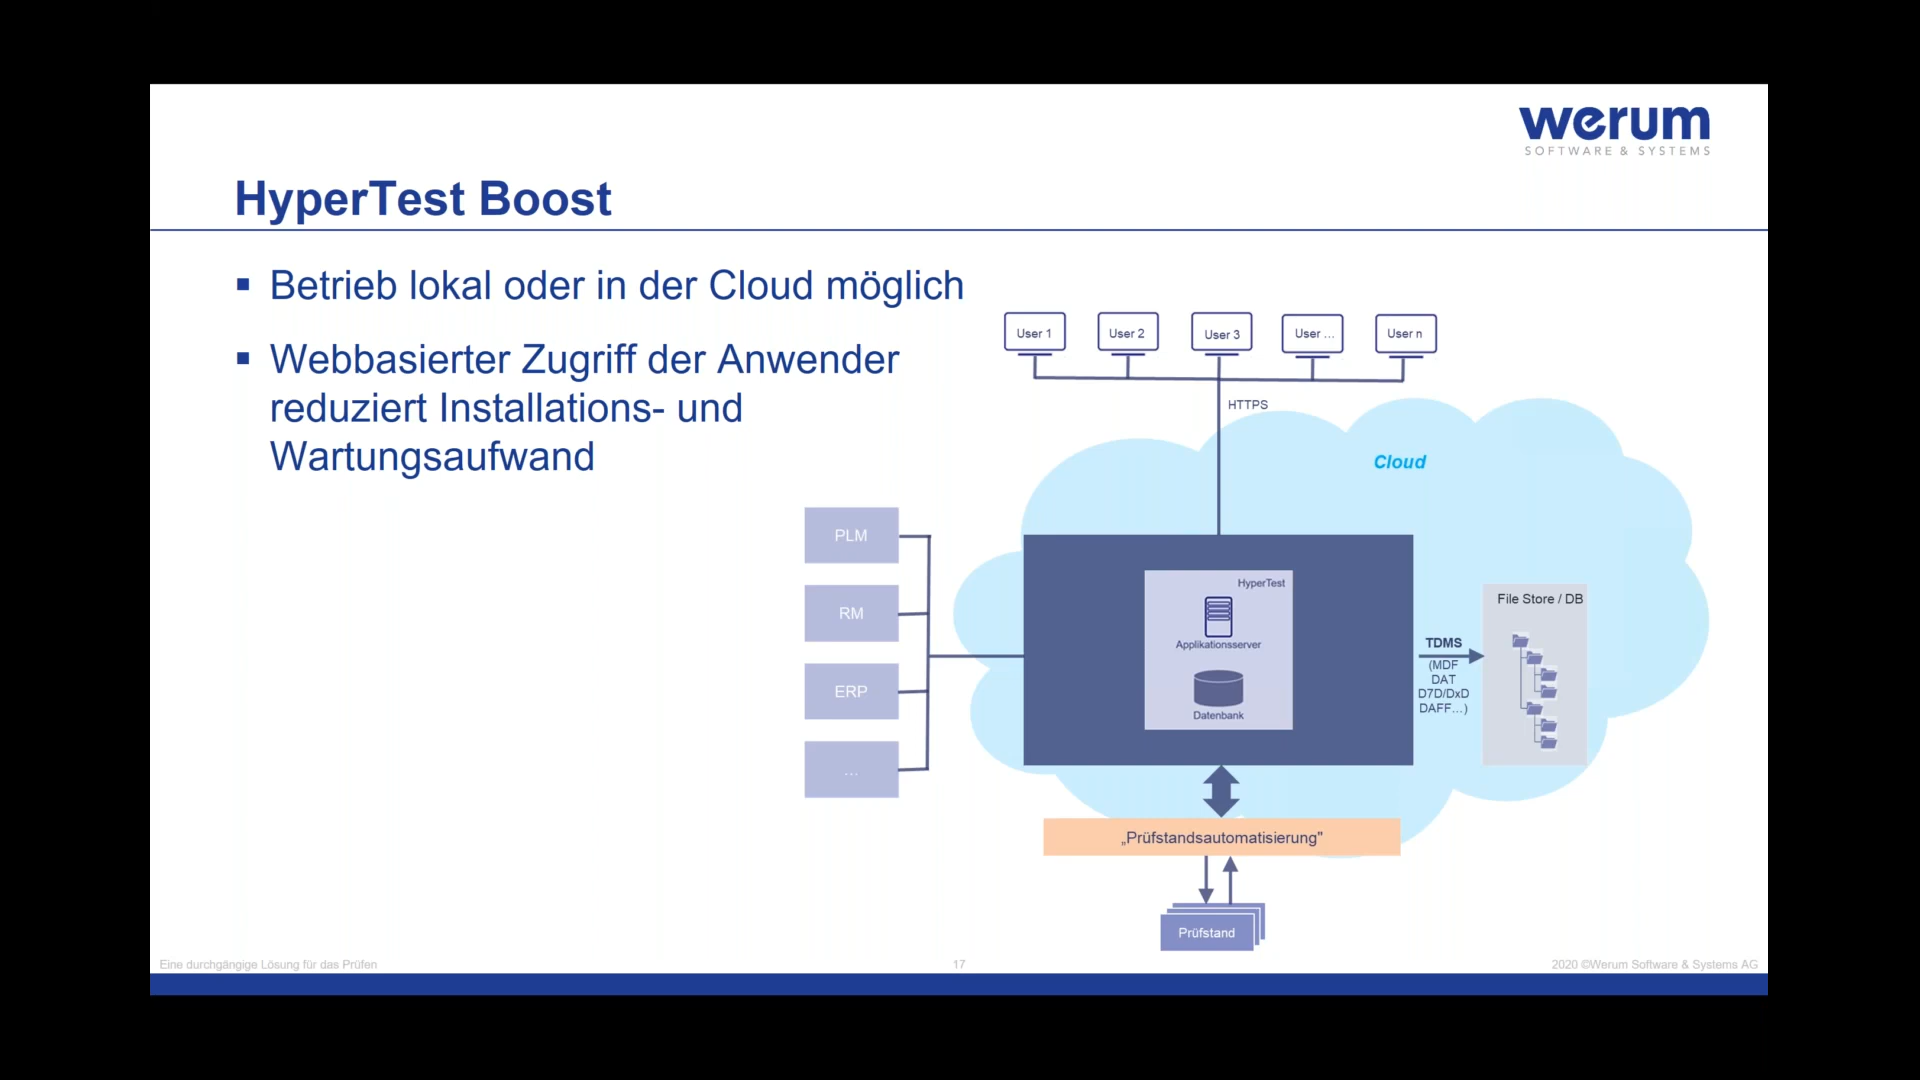 werum
SOFTWARE & SYSTEMS
HyperTest Boost
▪ Betrieb lokal oder in der Cloud möglich
▪ Webbasierter Zugriff der Anwender
reduziert Installations- und
Wartungsaufwand
User 1
User 2
User 3
User ...
User n
HTTPS
Cloud
PLM
RM
ERP
...
HyperTest
Applikationsserver
Datenbank
TDMS
(MDF
DAT
D7D/DxD
DAFF...)
File Store / DB
„Prüfstandsautomatisierung"
Prüfstand
Eine durchgängige Lösung für das Prüfen
17
2020 ©Werum Software & Systems AG